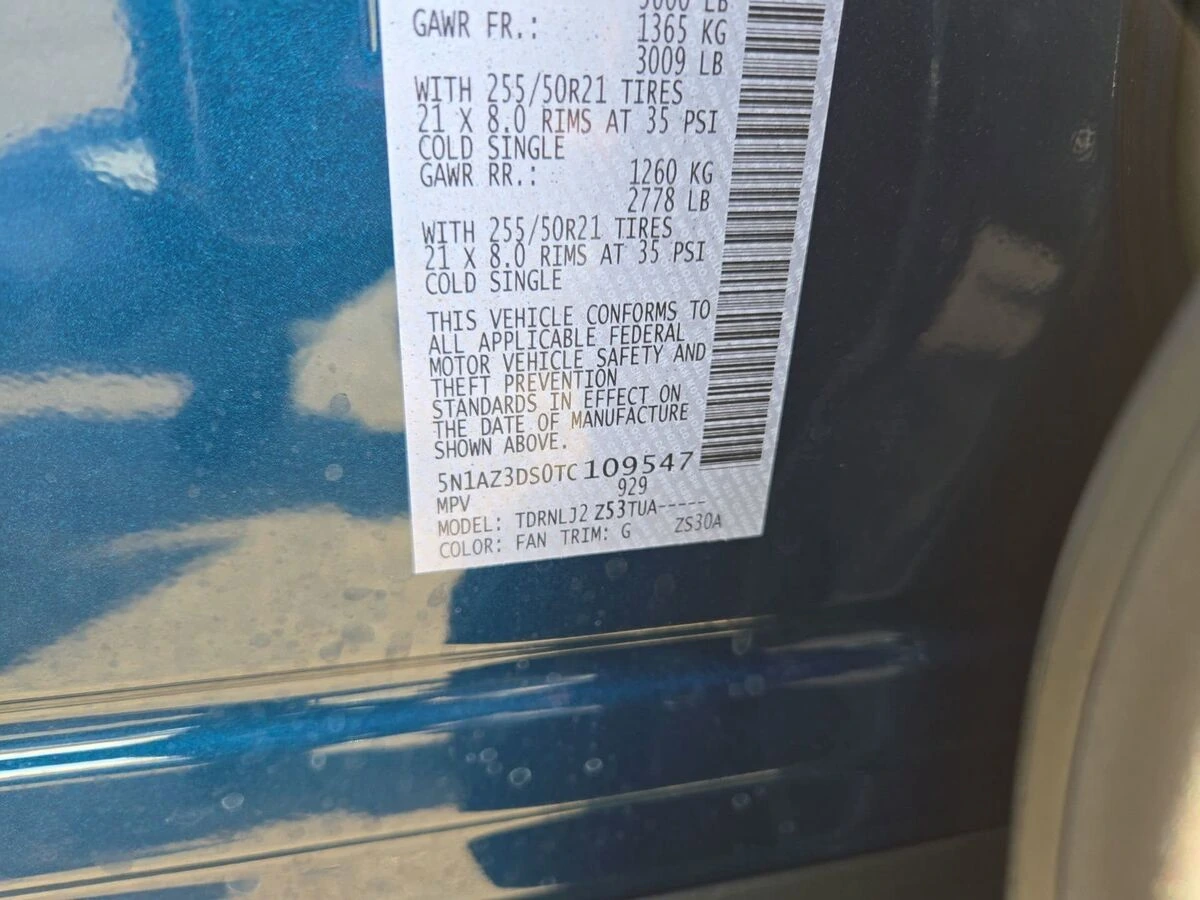 GAWR FR.: 1365 KG
3009 LB
WITH 255/50R21 TIRES
21 X 8.0 RIMS AT 35 PSI
COLD SINGLE
GAWR RR.: 1260 KG
2778 LB
WITH 255/50R21 TIRES
21 X 8.0 RIMS AT 35 PSI
COLD SINGLE
THIS VEHICLE CONFORMS TO
ALL APPLICABLE FEDERAL
MOTOR VEHICLE SAFETY AND
THEFT PREVENTION
STANDARDS IN EFFECT ON
THE DATE OF MANUFACTURE
SHOWN ABOVE.
5N1AZ3DS0TC 109547
MPV 929
MODEL: TDRNLJ2 Z53TUA-----
COLOR: FAN TRIM: G ZS30A